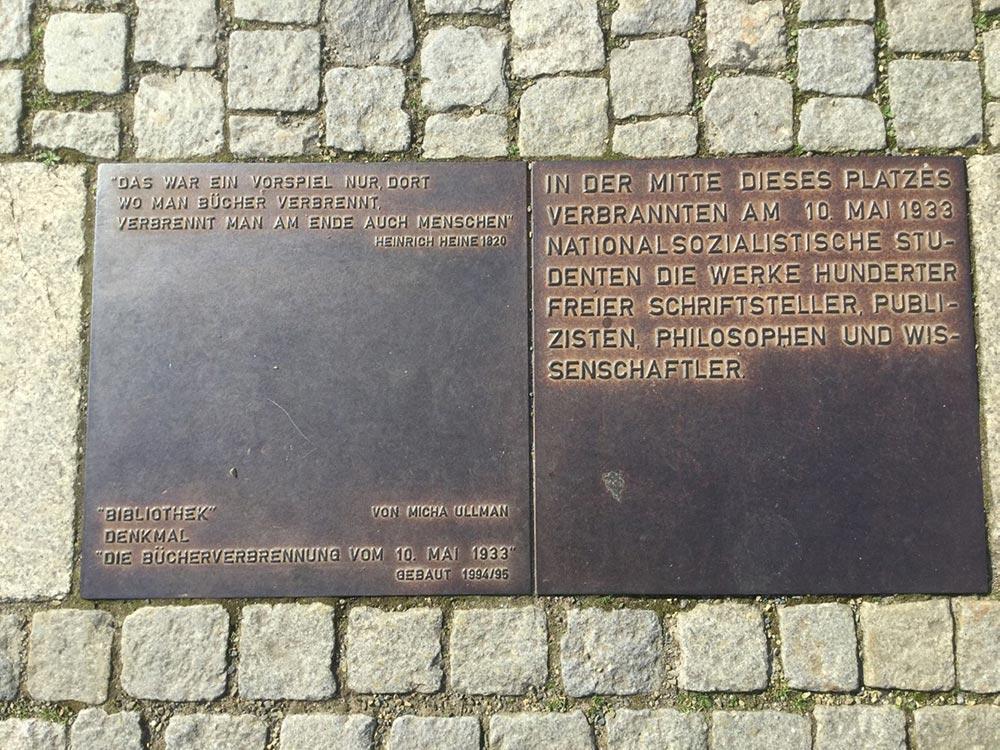 "DAS WAR EIN VORSPIEL NUR, DORT
WO MAN BÜCHER VERBRENNT,
VERBRENNT MAN AM ENDE AUCH MENSCHEN"
HEINRICH HEINE 1820
"BIBLIOTHEK" VON MICHA ULLMAN
DENKMAL
"DIE BÜCHERVERBRENNUNG VOM 10. MAI 1933"
GEBAUT 1994/95
IN DER MITTE DIESES PLATZES
VERBRANNTEN AM 10. MAI 1933
NATIONALSOZIALISTISCHE STU-
DENTEN DIE WERKE HUNDERTER
FREIER SCHRIFTSTELLER, PUBLI-
ZISTEN, PHILOSOPHEN UND WIS-
SENSCHAFTLER.